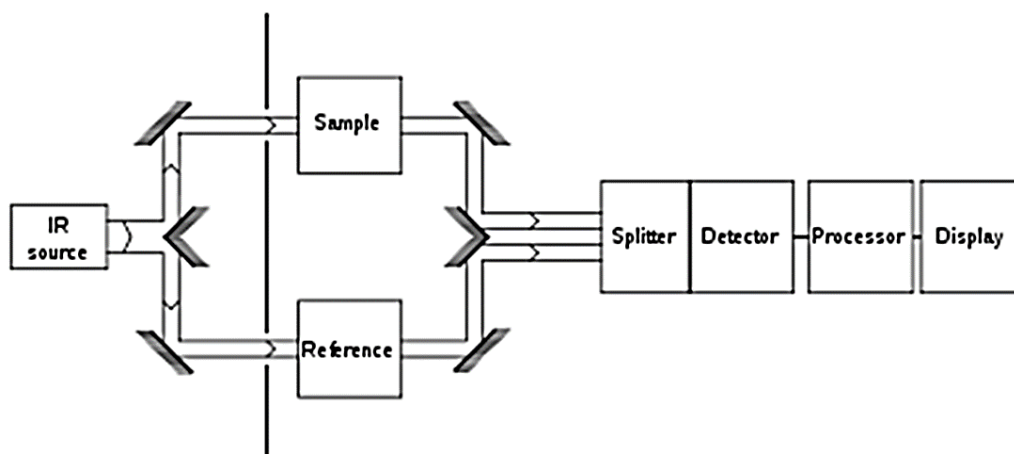 IR
source
Sample
Reference
Splitter
Detector
Processor
Display